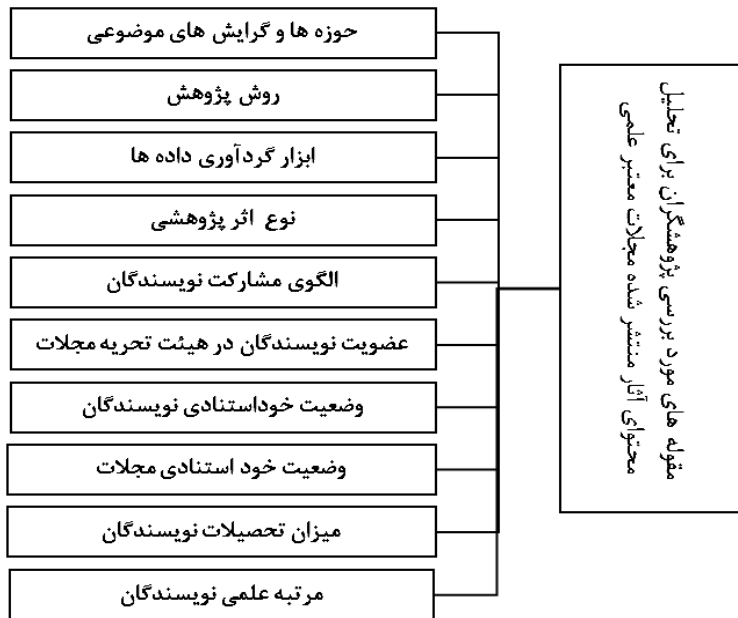 مقوله های مورد بررسی پژوهشگران برای تحلیل
محتوای آثار منتشر شده مجلات معتبر علمی
حوزه ها و گرایش های موضوعی
روش پژوهش
ابزار گردآوری داده ها
نوع اثر پژوهشی
الگوی مشارکت نویسندگان
عضویت نویسندگان در هیئت تحریه مجلات
وضعیت خوداستنادی نویسندگان
وضعیت خود استنادی مجلات
میزان تحصیلات نویسندگان
مرتبه علمی نویسندگان